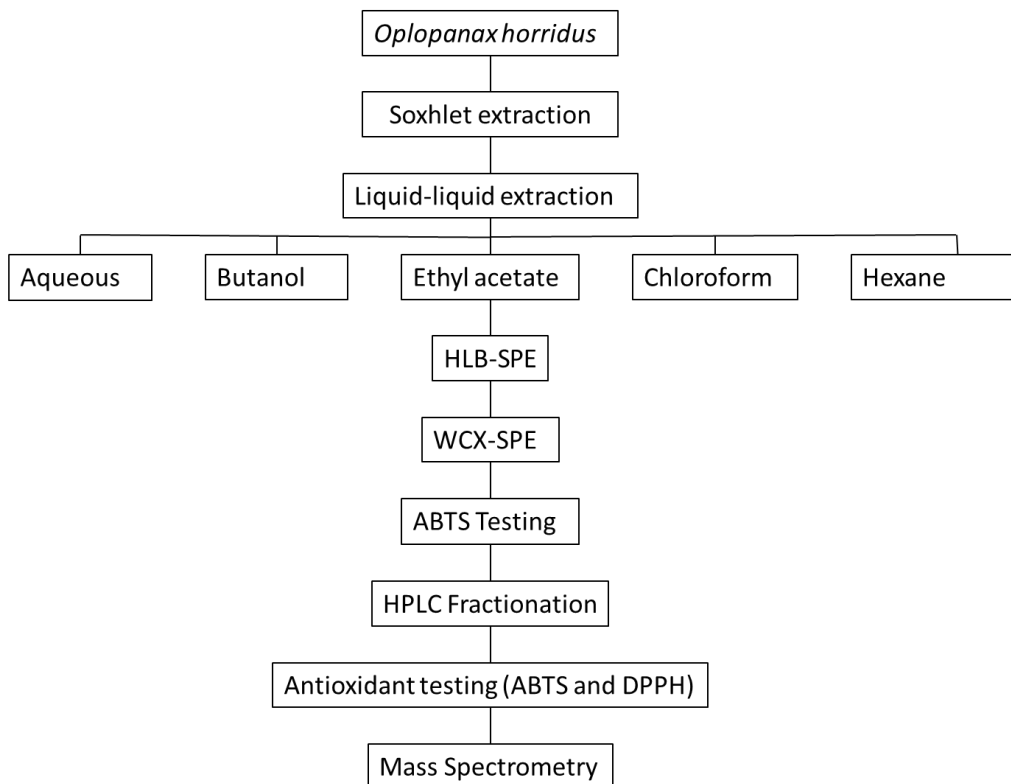 Oplopanax horridus
Soxhlet extraction
Liquid-liquid extraction
Aqueous
Butanol
Ethyl acetate
Chloroform
Hexane
HLB-SPE
WCX-SPE
ABTS Testing
HPLC Fractionation
Antioxidant testing (ABTS and DPPH)
Mass Spectrometry